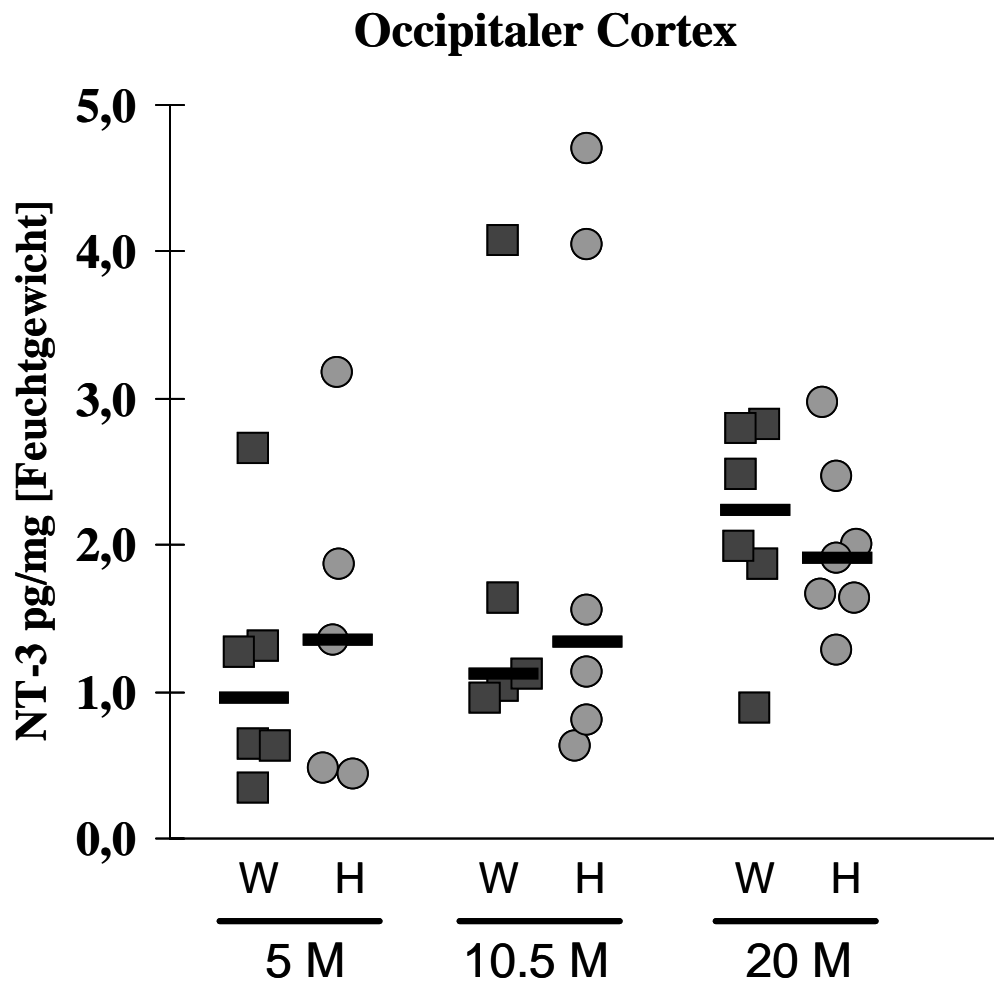 Occipitaler Cortex
NT-3 pg/mg [Feuchtgewicht]
5,0
4,0
3,0
2,0
1,0
0,0
W H W H W H
5 M 10.5 M 20 M